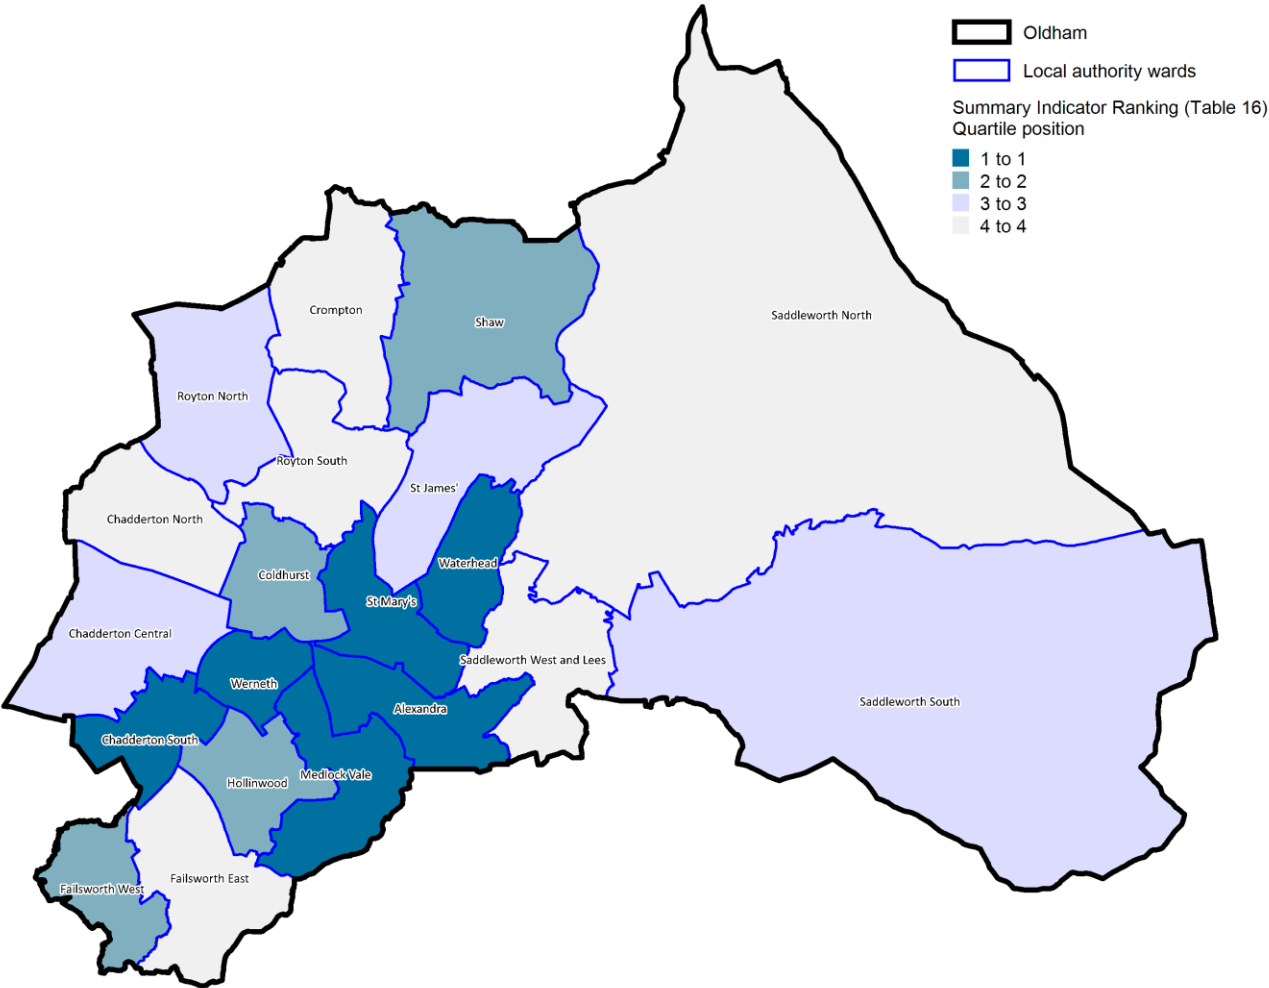 Oldham
Local authority wards
Summary Indicator Ranking (Table 16)
Quartile position
1 to 1
2 to 2
3 to 3
4 to 4
Crompton
Shaw
Saddleworth North
Royton North
Royton South
St James'
Chadderton North
Waterhead
Coldhurst
St Mary's
Chadderton Central
Saddleworth West and Lees
Werneth
Saddleworth South
Alexandra
Chadderton South
Medlock Vale
Hollinwood
Failsworth East
Failsworth West